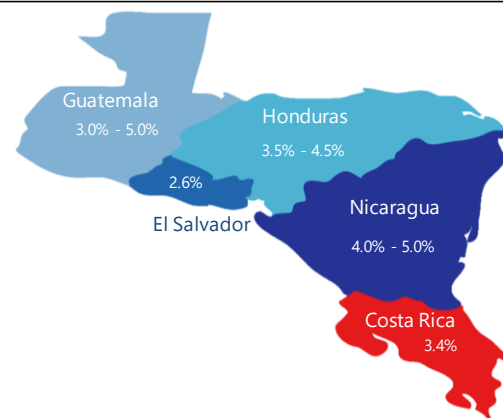 Guatemala
3.0% - 5.0%
Honduras
3.5% - 4.5%
2.6%
El Salvador
Nicaragua
4.0% - 5.0%
Costa Rica
3.4%